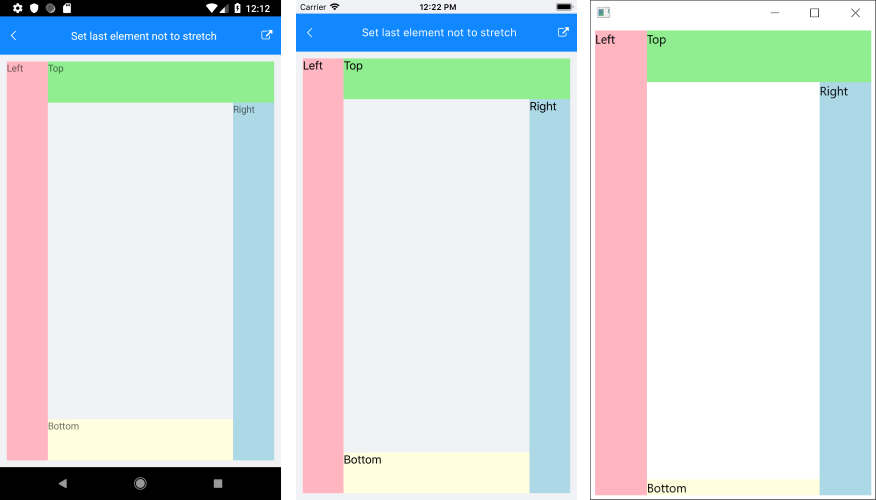 12:12
Set last element not to stretch
Left
Top
Right
Bottom
Carrier
12:22 PM
Set last element not to stretch
Left
Top
Right
Bottom
Left
Top
Right
Bottom